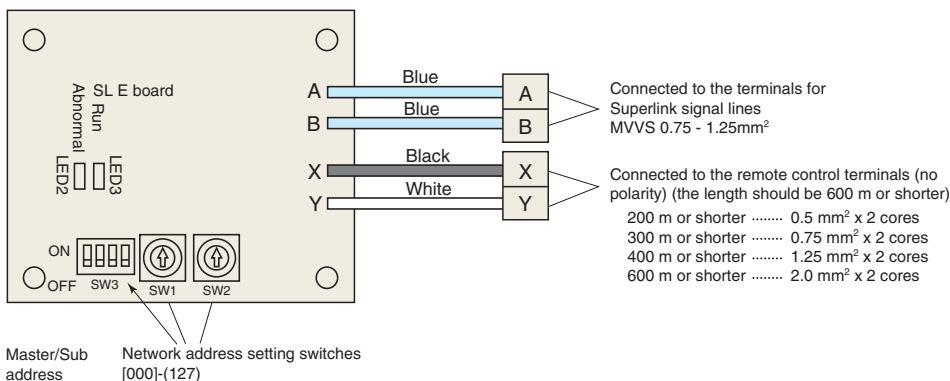 SL E board
Abnormal
Run
LED2
LED3
A
B
X
Y
Blue
Blue
Black
White
A
B
X
Y
Connected to the terminals for
Superlink signal lines
MVVS 0.75 - 1.25mm²
Connected to the remote control terminals (no
polarity) (the length should be 600 m or shorter)
200 m or shorter ........ 0.5 mm² x 2 cores
300 m or shorter ........ 0.75 mm² x 2 cores
400 m or shorter ........ 1.25 mm² x 2 cores
600 m or shorter ........ 2.0 mm² x 2 cores
ON
OFF
SW3
SW1
SW2
Master/Sub
address
Network address setting switches
[000]-(127)